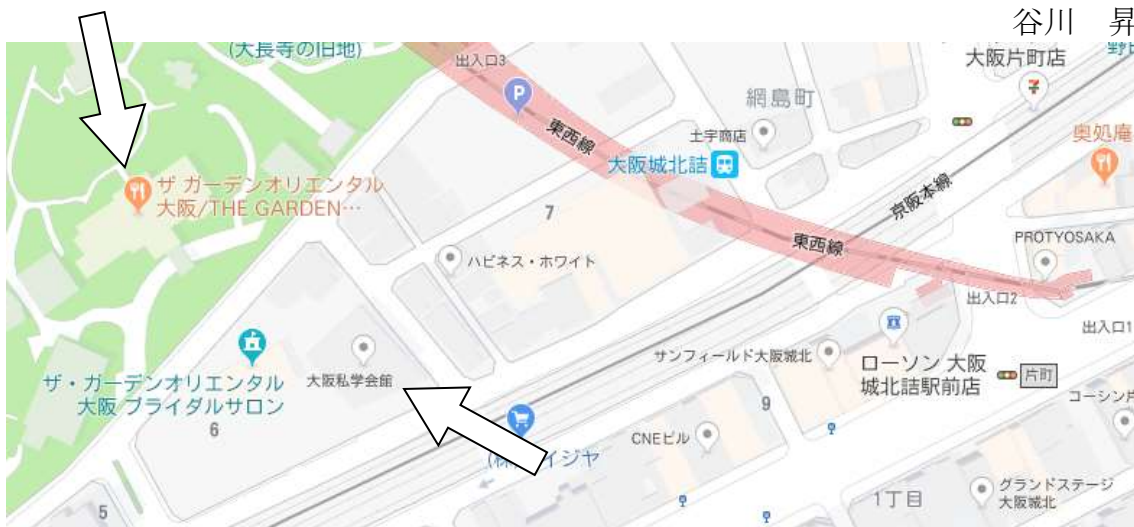 谷川 昇
(大長寺の旧地)
出入口3
大阪片町店
網島町
東西線
土宇商店
奥処庵
大阪城北詰
ザ ガーデンオリエンタル
大阪/THE GARDEN…
京阪本線
7
東西線
PROTYOSAKA
ハピネス・ホワイト
出入口2
出入口1
サンフィールド大阪城北
ローソン 大阪
城北詰駅前店
片町
ザ・ガーデンオリエンタル
大阪 ブライダルサロン
大阪私学会館
コーシン
6
9
CNEビル
イジヤ
グランドステージ
大阪城北
1丁目
5